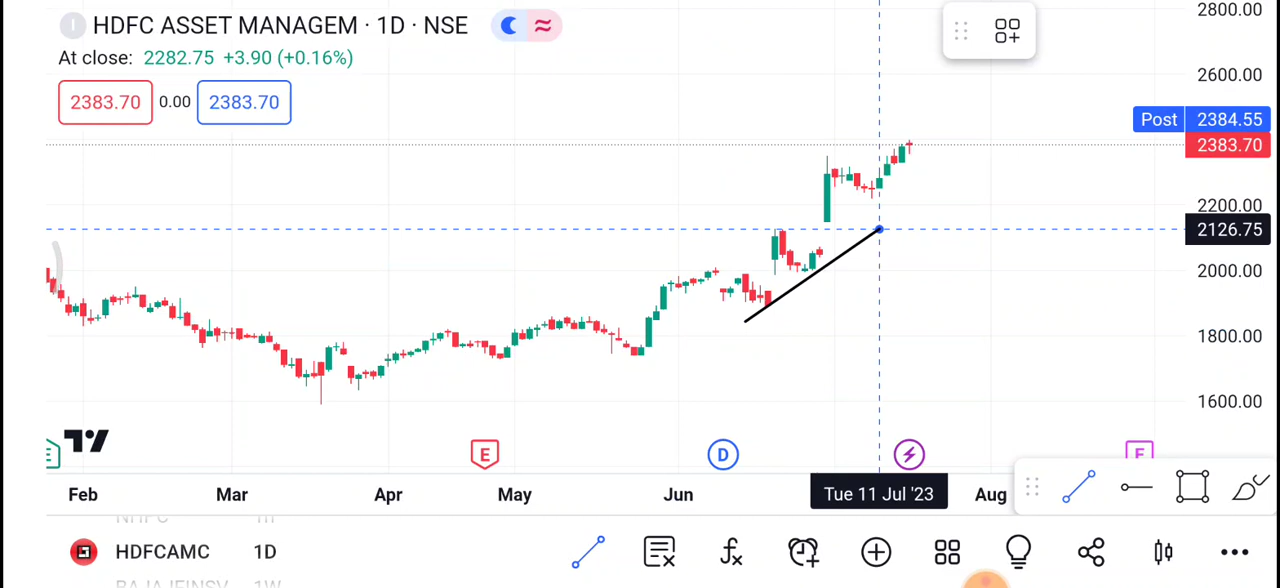 HDFC ASSET MANAGEM · 1D · NSE
At close: 2282.75 +3.90 (+0.16%)
2383.70 0.00 2383.70
2800.00
2600.00
Post 2384.55
2383.70
2200.00
2126.75
2000.00
1800.00
1600.00
E
E D E
Feb Mar Apr May Jun Tue 11 Jul '23 Aug
HDFCAMC 1D
BAJAJFINSV 1W